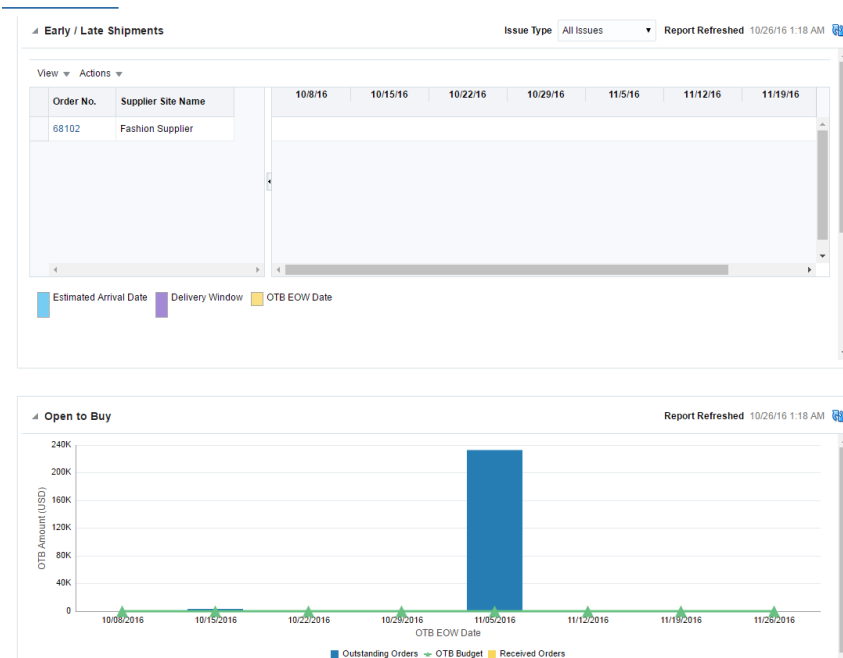 Early / Late Shipments
Issue Type All Issues Report Refreshed 10/26/16 1:18 AM
View Actions
Order No. Supplier Site Name 10/8/16 10/15/16 10/22/16 10/29/16 11/5/16 11/12/16 11/19/16
68102 Fashion Supplier
Estimated Arrival Date Delivery Window OTB EOW Date
Open to Buy Report Refreshed 10/26/16 1:18 AM
240K
200K
160K
120K
80K
40K
0
OTB Amount (USD)
10/08/2016 10/15/2016 10/22/2016 10/29/2016 11/05/2016 11/12/2016 11/19/2016 11/26/2016
OTB EOW Date
Outstanding Orders OTB Budget Received Orders